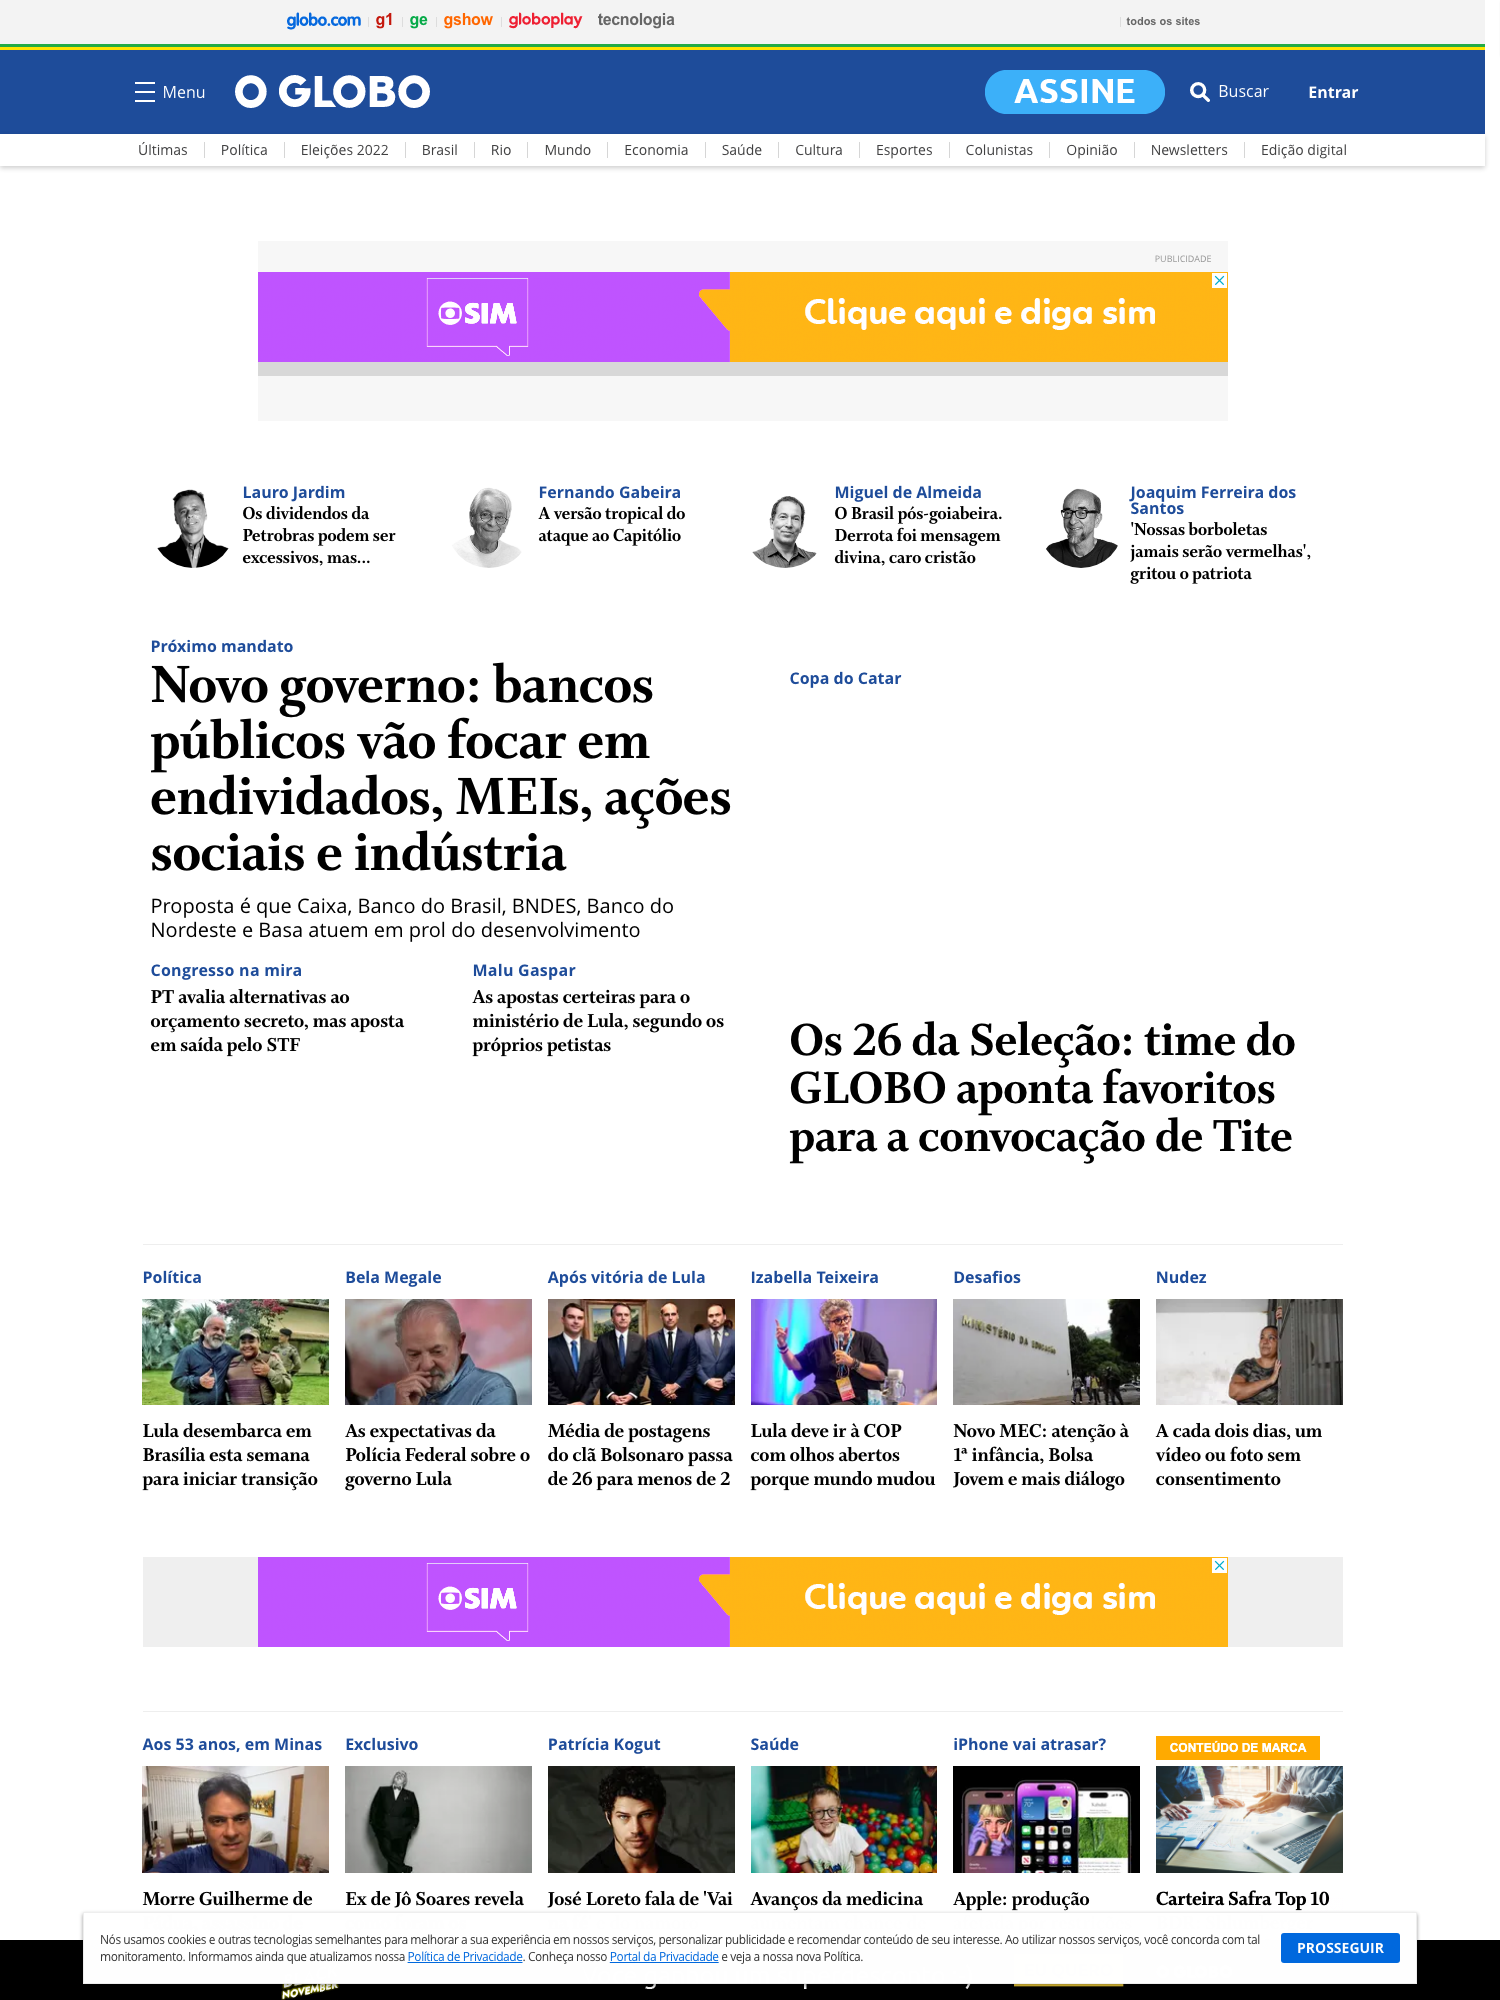 globo.com g1 ge gshow globoplay tecnologia todos os sites
Menu O GLOBO ASSINE Buscar Entrar
Últimas Política Eleições 2022 Brasil Rio Mundo Economia Saúde Cultura Esportes Colunistas Opinião Newsletters Edição digital
PUBLICIDADE
SIM Clique aqui e diga sim
Lauro Jardim
Os dividendos da
Petrobras podem ser
excessivos, mas...
Fernando Gabeira
A versão tropical do
ataque ao Capitólio
Miguel de Almeida
O Brasil pós-goiabeira.
Derrota foi mensagem
divina, caro cristão
Joaquim Ferreira dos
Santos
'Nossas borboletas
jamais serão vermelhas',
gritou o patriota
Próximo mandato
Novo governo: bancos
públicos vão focar em
endividados, MEIs, ações
sociais e indústria
Proposta é que Caixa, Banco do Brasil, BNDES, Banco do
Nordeste e Basa atuem em prol do desenvolvimento
Congresso na mira
PT avalia alternativas ao
orçamento secreto, mas aposta
em saída pelo STF
Malu Gaspar
As apostas certeiras para o
ministério de Lula, segundo os
próprios petistas
Copa do Catar
Os 26 da Seleção: time do
GLOBO aponta favoritos
para a convocação de Tite
Política
Lula desembarca em
Brasília esta semana
para iniciar transição
Bela Megale
As expectativas da
Polícia Federal sobre o
governo Lula
Após vitória de Lula
Média de postagens
do clã Bolsonaro passa
de 26 para menos de 2
Izabella Teixeira
Lula deve ir à COP
com olhos abertos
porque mundo mudou
Desafios
MINISTÉRIO DA EDUCAÇÃO
Novo MEC: atenção à
1ª infância, Bolsa
Jovem e mais diálogo
Nudez
A cada dois dias, um
vídeo ou foto sem
consentimento
SIM Clique aqui e diga sim
Aos 53 anos, em Minas
Morre Guilherme de
Exclusivo
Ex de Jô Soares revela
Patrícia Kogut
José Loreto fala de 'Vai
Saúde
Avanços da medicina
iPhone vai atrasar?
Apple: produção
CONTEÚDO DE MARCA
Carteira Safra Top 10
Nós usamos cookies e outras tecnologias semelhantes para melhorar a sua experiência em nossos serviços, personalizar publicidade e recomendar conteúdo de seu interesse. Ao utilizar nossos serviços, você concorda com tal
monitoramento. Informamos ainda que atualizamos nossa Política de Privacidade. Conheça nosso Portal da Privacidade e veja a nossa nova Política.
PROSSEGUIR
NOVEMBER